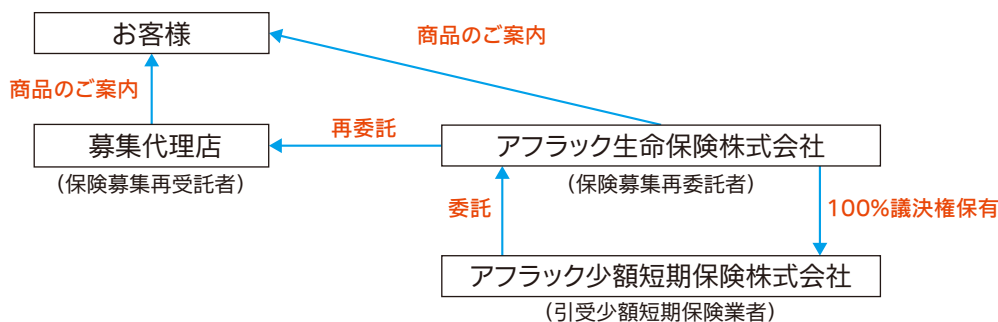 お客様
商品のご案内
商品のご案内
募集代理店
(保険募集再受託者)
再委託
アフラック生命保険株式会社
(保険募集再委託者)
委託
100%議決権保有
アフラック少額短期保険株式会社
(引受少額短期保険業者)